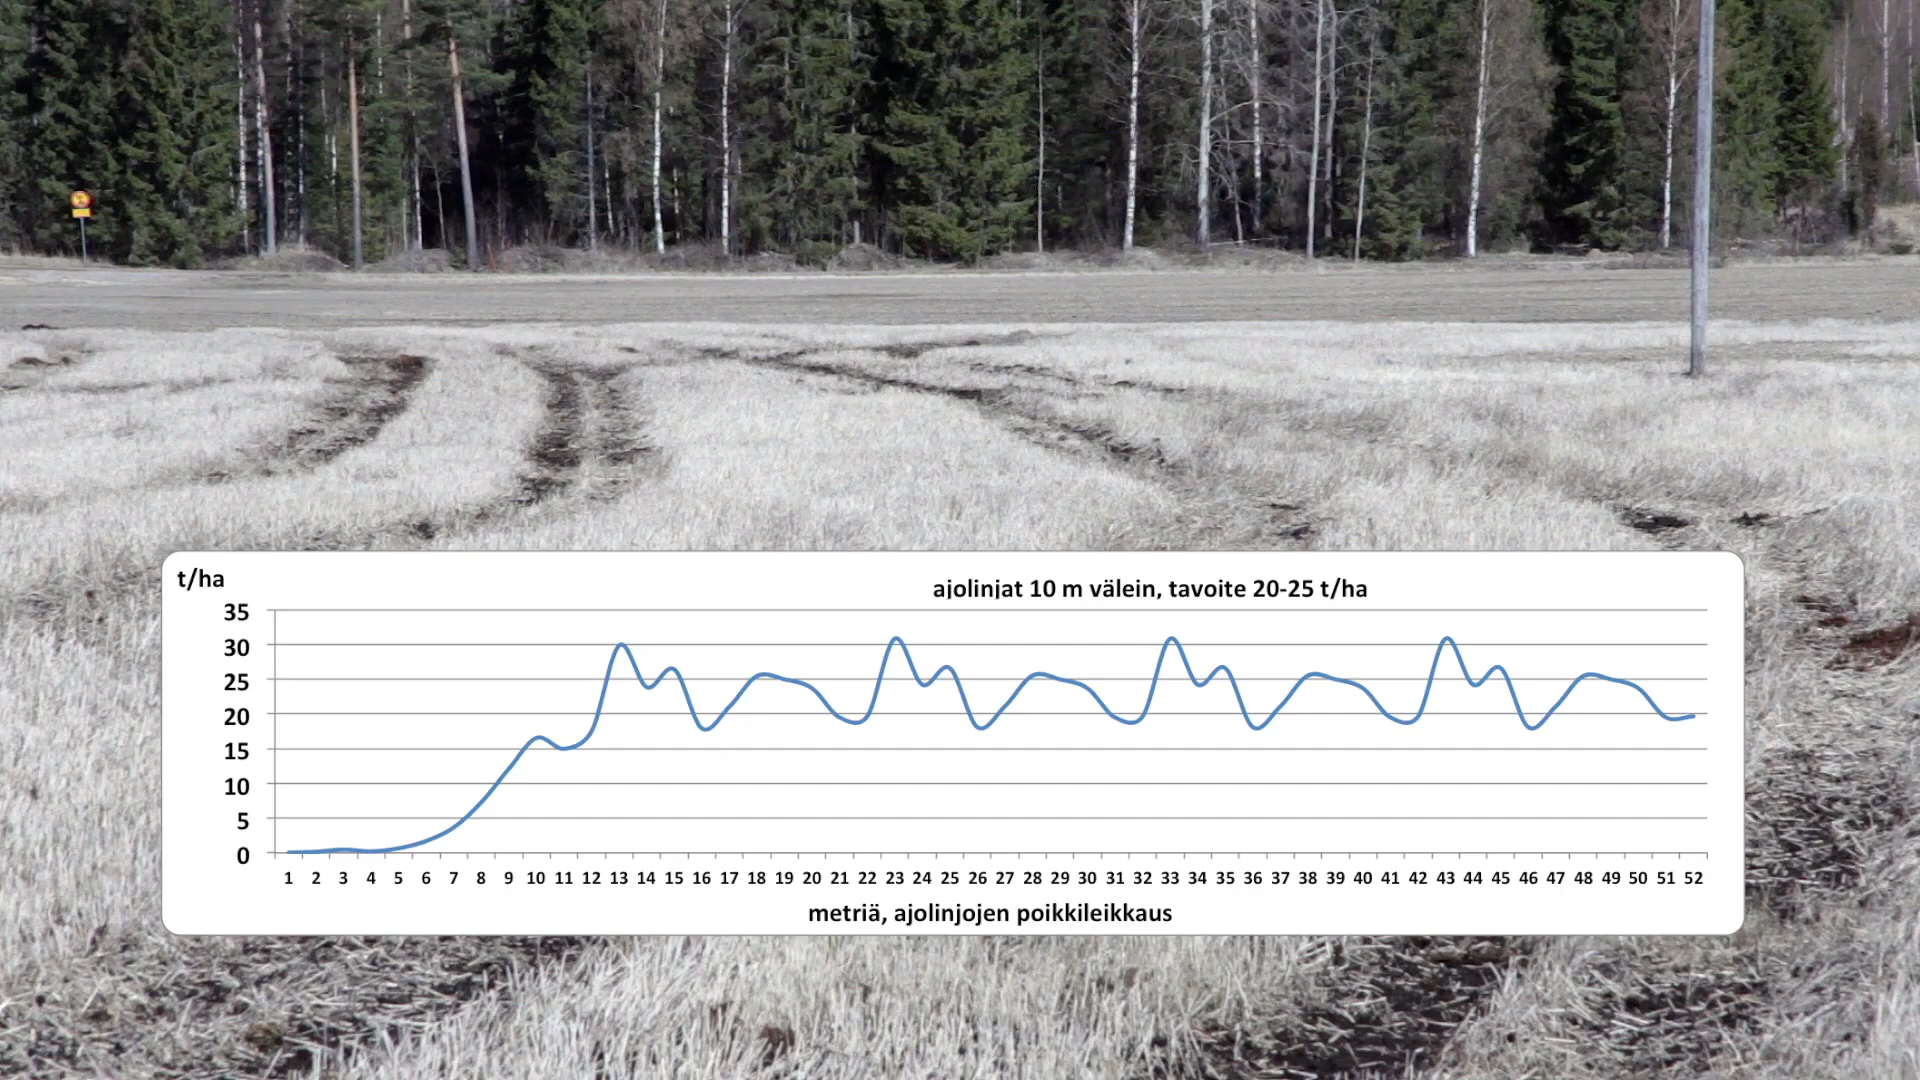 t/ha
ajolinjat 10 m välein, tavoite 20-25 t/ha
35
30
25
20
15
10
5
0
1 2 3 4 5 6 7 8 9 10 11 12 13 14 15 16 17 18 19 20 21 22 23 24 25 26 27 28 29 30 31 32 33 34 35 36 37 38 39 40 41 42 43 44 45 46 47 48 49 50 51 52
metriä, ajolinjojen poikkileikkaus